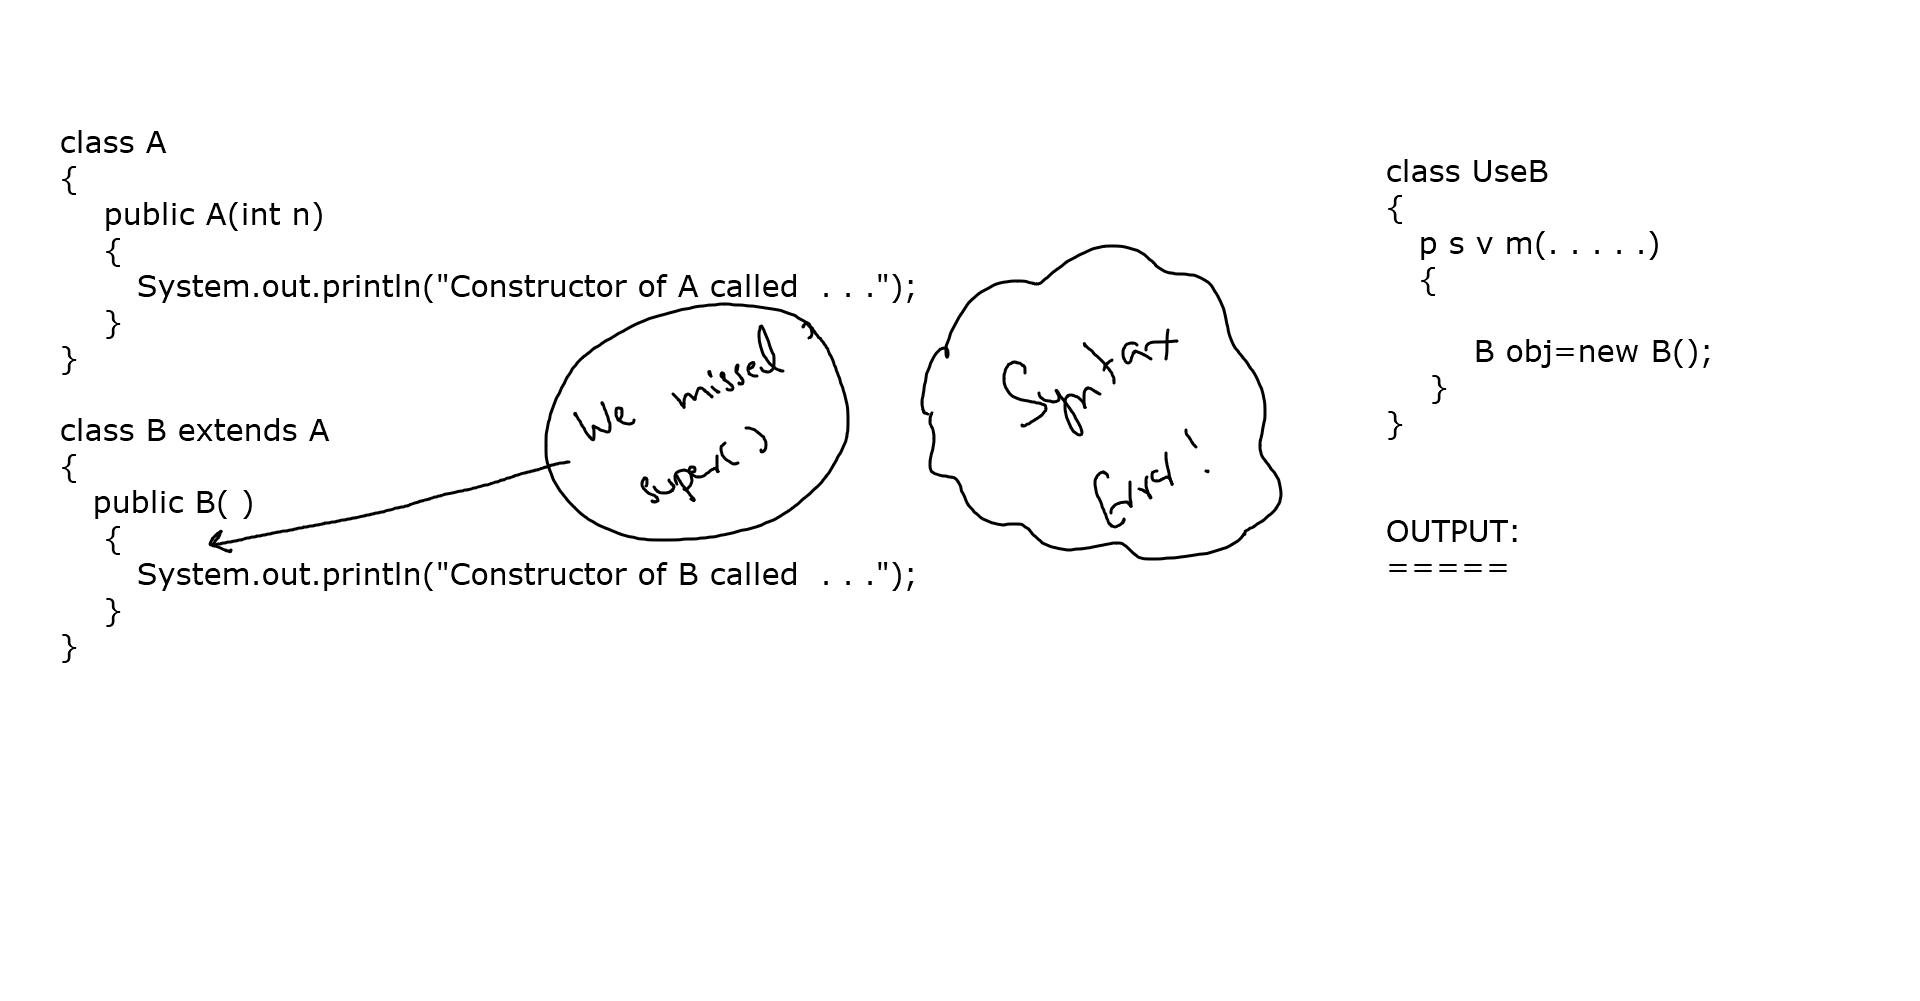 class A
{
public A(int n)
{
System.out.println("Constructor of A called . . .");
}
}
class B extends A
{
public B( )
{
System.out.println("Constructor of B called . . .");
}
}
We missed
super( )
Syntax
Error!
class UseB
{
p s v m(. . . . .)
{
B obj=new B();
}
}
OUTPUT:
=====